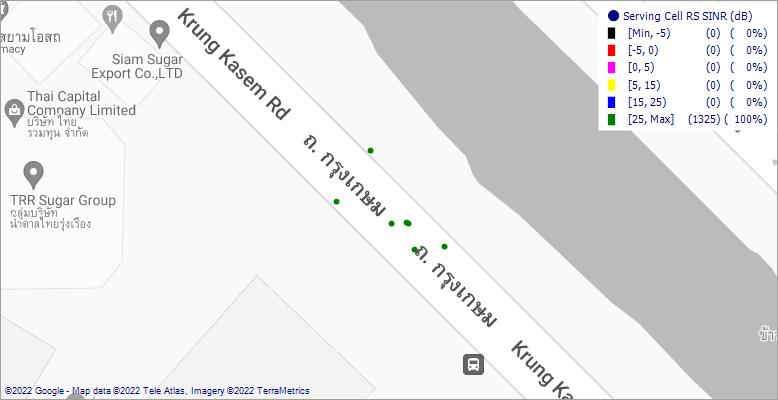 สยามโอสถ
macy
Siam Sugar
Export Co.,LTD
Krung Kasem Rd
Thai Capital
Company Limited
บริษัท ไทย
รวมทุน จำกัด
TRR Sugar Group
กลุ่มบริษัท
น้ำตาลไทยรุ่งเรือง
ถ. กรุงเกษม
ถ. กรุงเกษม
Krung Ka
ข้าว
Serving Cell RS SINR (dB)
[Min, -5) (0) ( 0%)
[-5, 0) (0) ( 0%)
[0, 5) (0) ( 0%)
[5, 15) (0) ( 0%)
[15, 25) (0) ( 0%)
[25, Max] (1325) ( 100%)
©2022 Google - Map data ©2022 Tele Atlas, Imagery ©2022 TerraMetrics